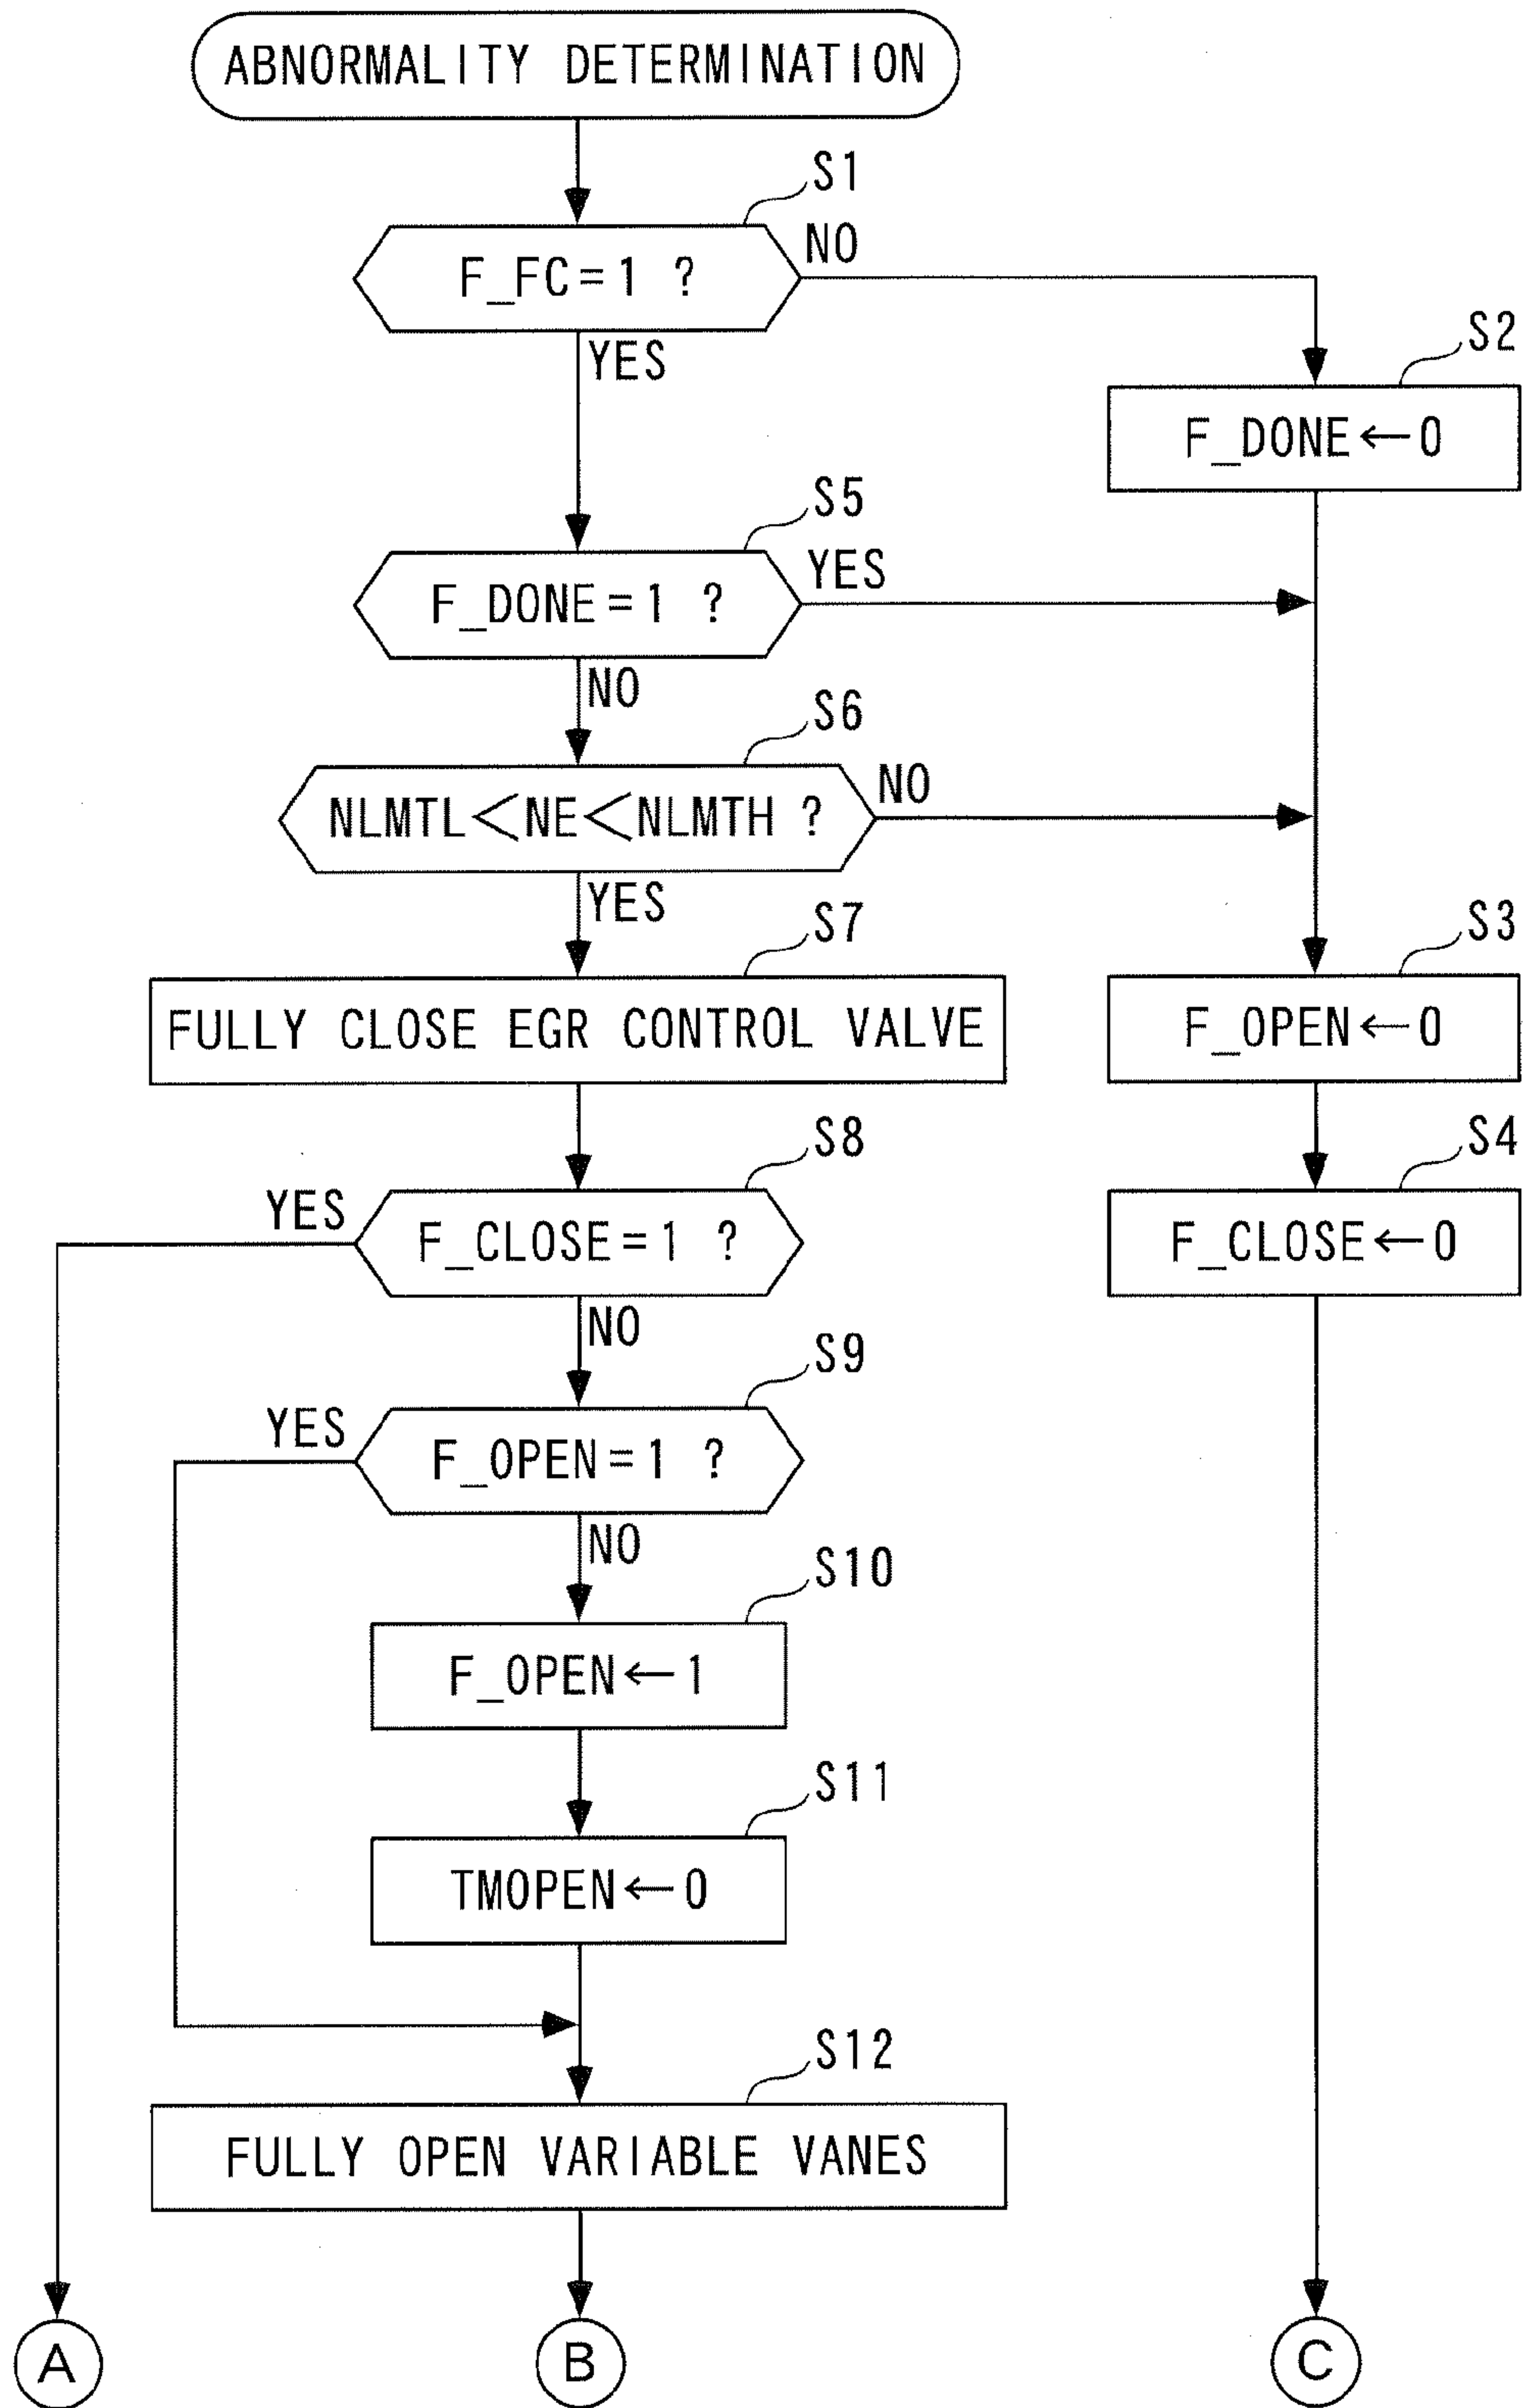 ABNORMALITY DETERMINATION
S1
F_FC=1 ?
NO
YES
S2
F_DONE←0
S5
F_DONE=1 ?
YES
NO
S6
NLMTL<NE<NLMTH ?
NO
YES
S7
FULLY CLOSE EGR CONTROL VALVE
S3
F_OPEN←0
S8
YES
F_CLOSE=1 ?
NO
S4
F_CLOSE←0
S9
YES
F_OPEN=1 ?
NO
S10
F_OPEN←1
S11
TMOPEN←0
S12
FULLY OPEN VARIABLE VANES
A
B
C